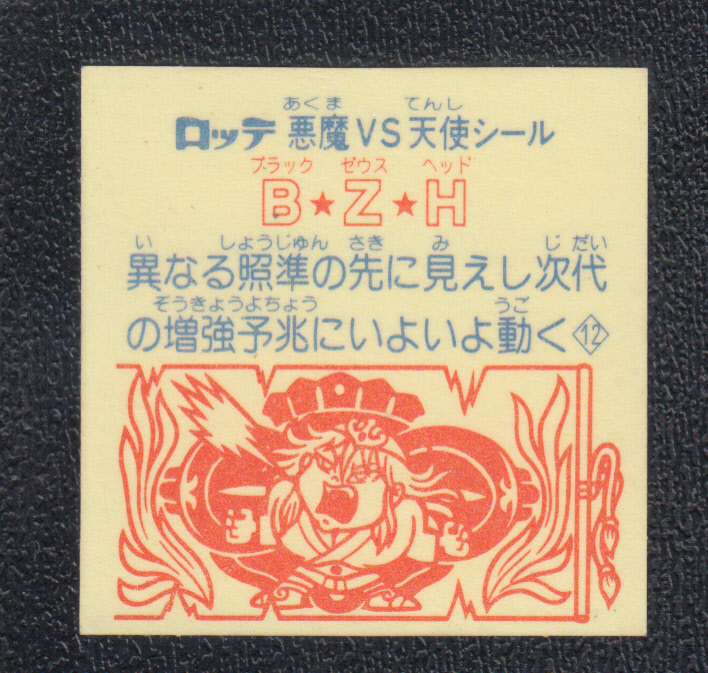 あくま てんし
ロッテ 悪魔VS天使シール
ブラック ゼウス ヘッド
B★Z★H
い しょうじゅん さき み じだい
異なる照準の先に見えし次代
ぞうきょうよちょう うご
の増強予兆にいよいよ動く 12